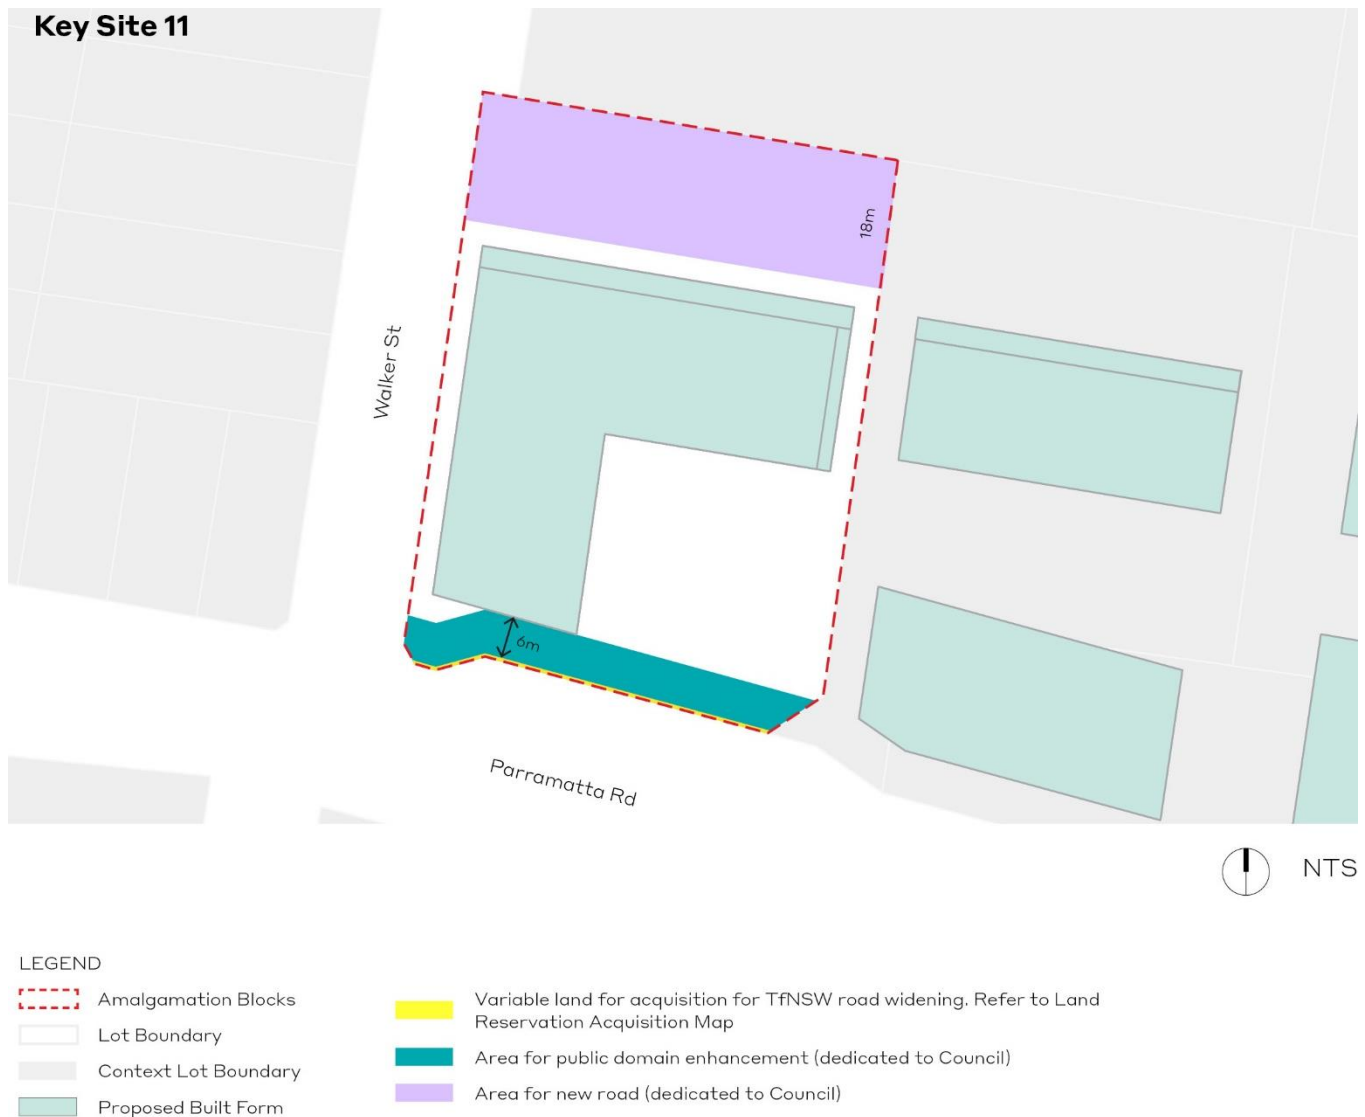 Key Site 11
18m
Walker St
6m
Parramatta Rd
NTS
LEGEND
Amalgamation Blocks
Lot Boundary
Context Lot Boundary
Proposed Built Form
Variable land for acquisition for TfNSW road widening. Refer to Land
Reservation Acquisition Map
Area for public domain enhancement (dedicated to Council)
Area for new road (dedicated to Council)